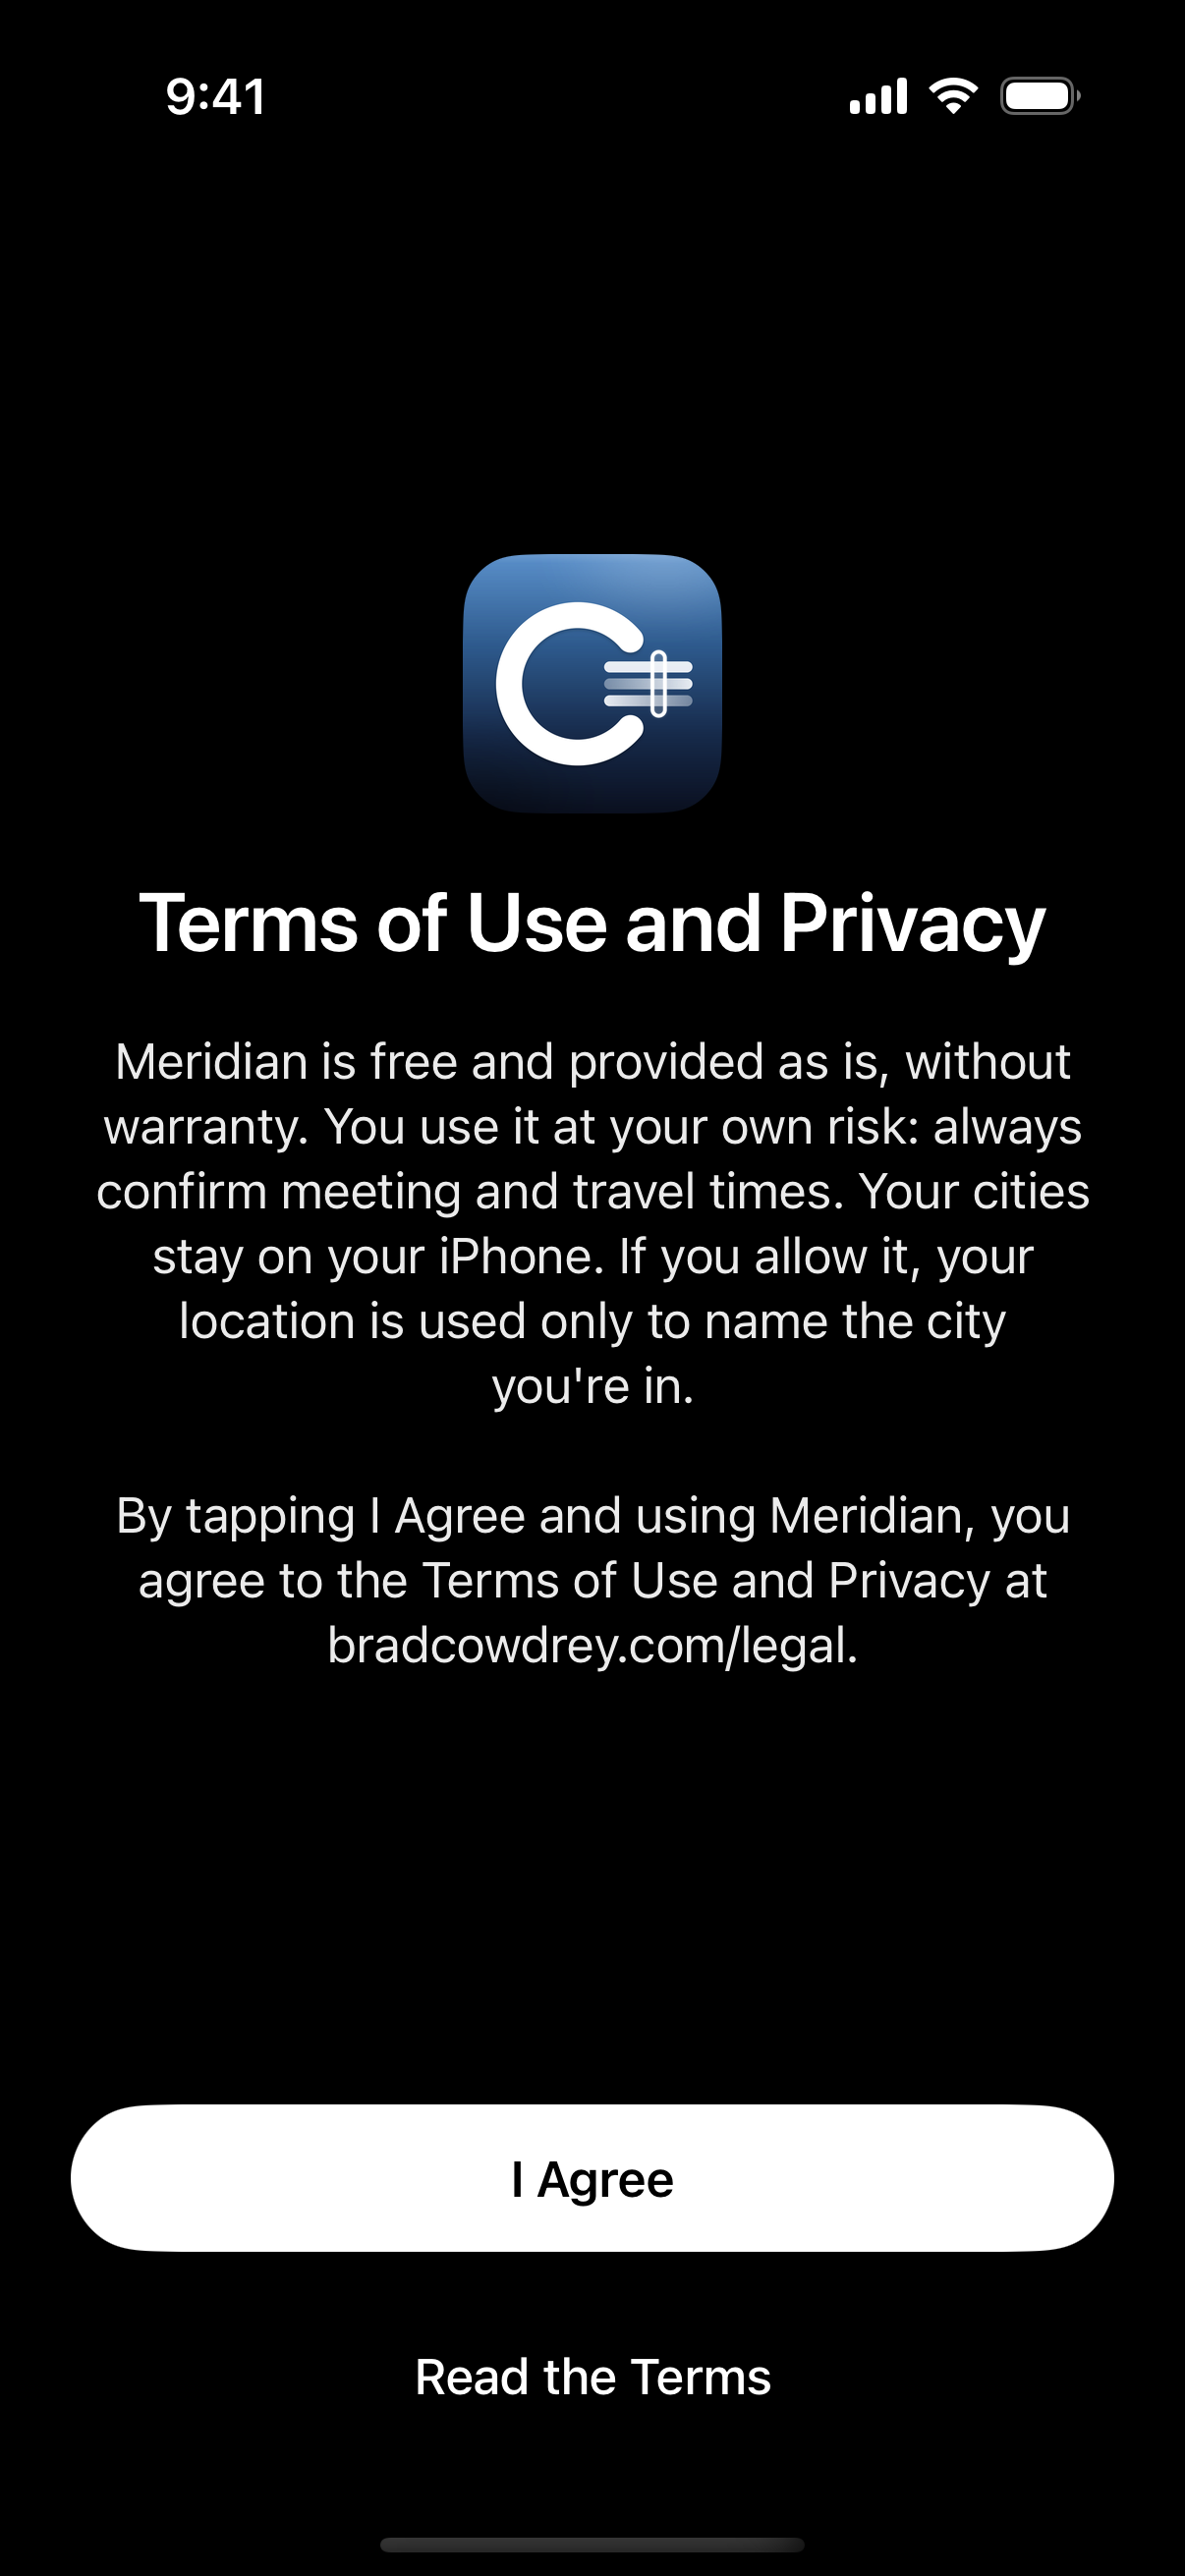 9:41
Terms of Use and Privacy
Meridian is free and provided as is, without
warranty. You use it at your own risk: always
confirm meeting and travel times. Your cities
stay on your iPhone. If you allow it, your
location is used only to name the city
you're in.
By tapping I Agree and using Meridian, you
agree to the Terms of Use and Privacy at
bradcowdrey.com/legal.
I Agree
Read the Terms